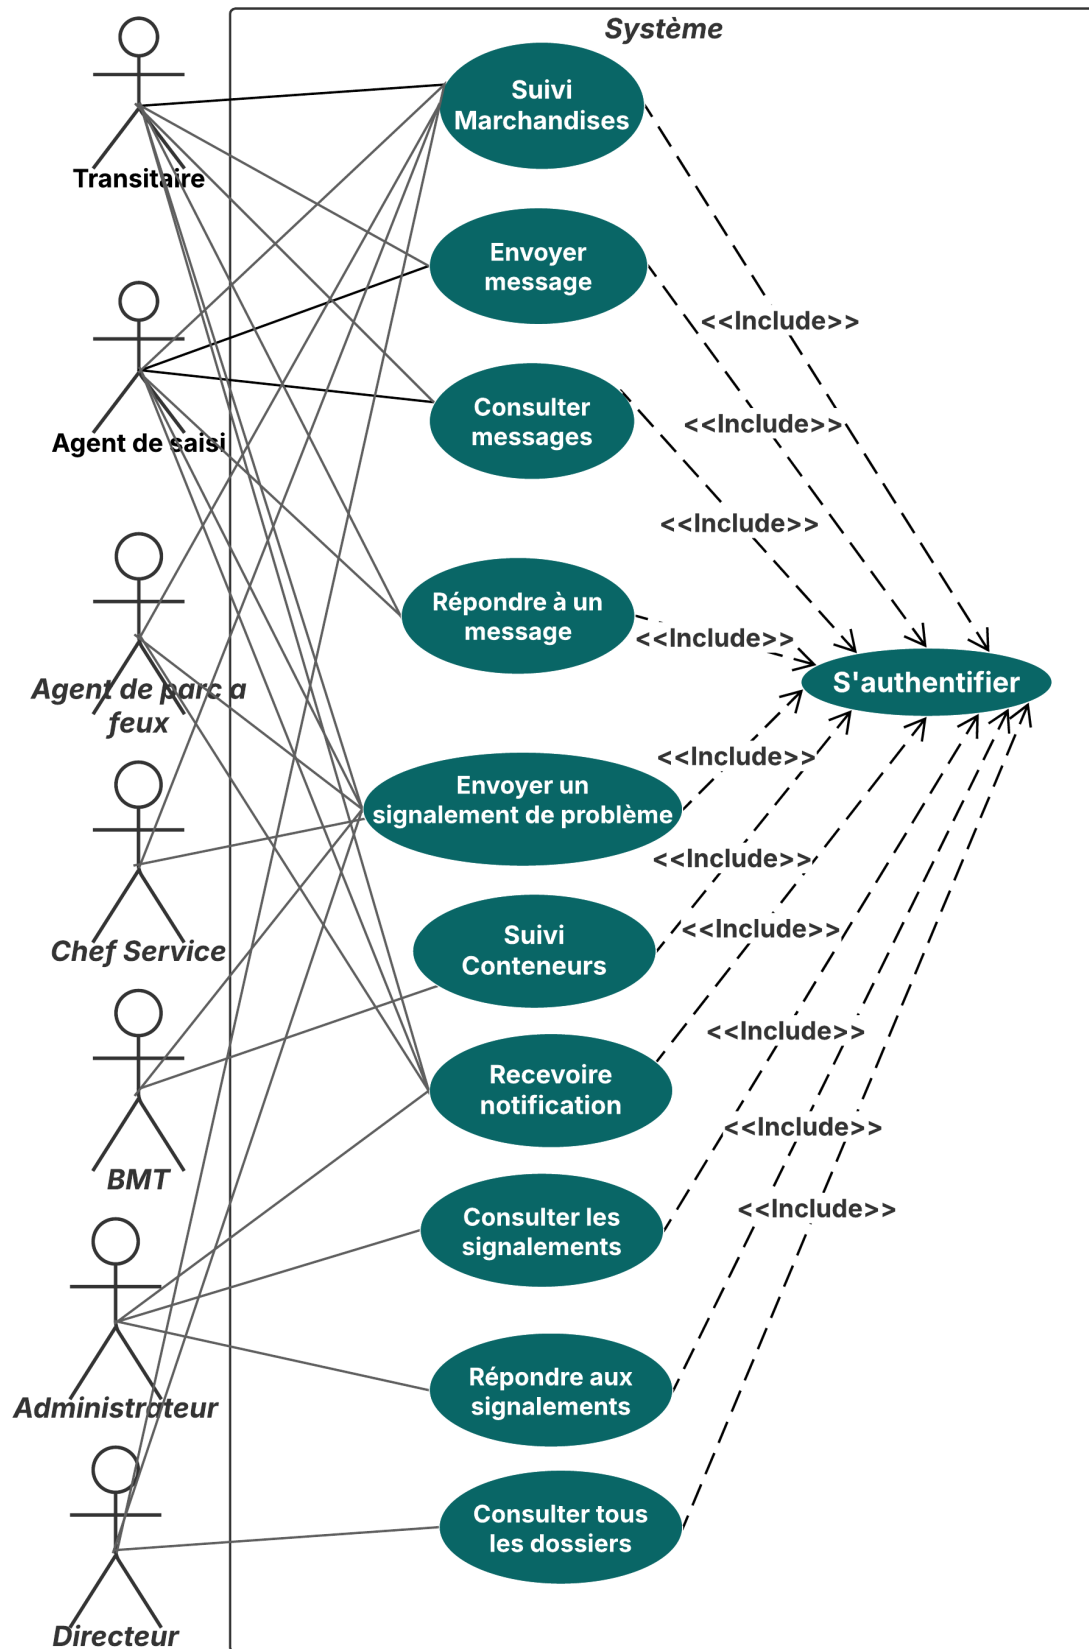 Système
Suivi
Marchandises
Transitaire
Envoyer
message
<<Include>>
Consulter
messages
<<Include>>
Agent de saisi
<<Include>>
Répondre à un
message
<<Include>>
S'authentifier
Agent de parc a
feux
<<Include>>
Envoyer un
signalement de problème
<<Include>>
Chef Service
Suivi
Conteneurs
<<Include>>
<<Include>>
Recevoire
notification
<<Include>>
BMT
Consulter les
signalements
<<Include>>
Administrateur
Répondre aux
signalements
Consulter tous
les dossiers
Directeur